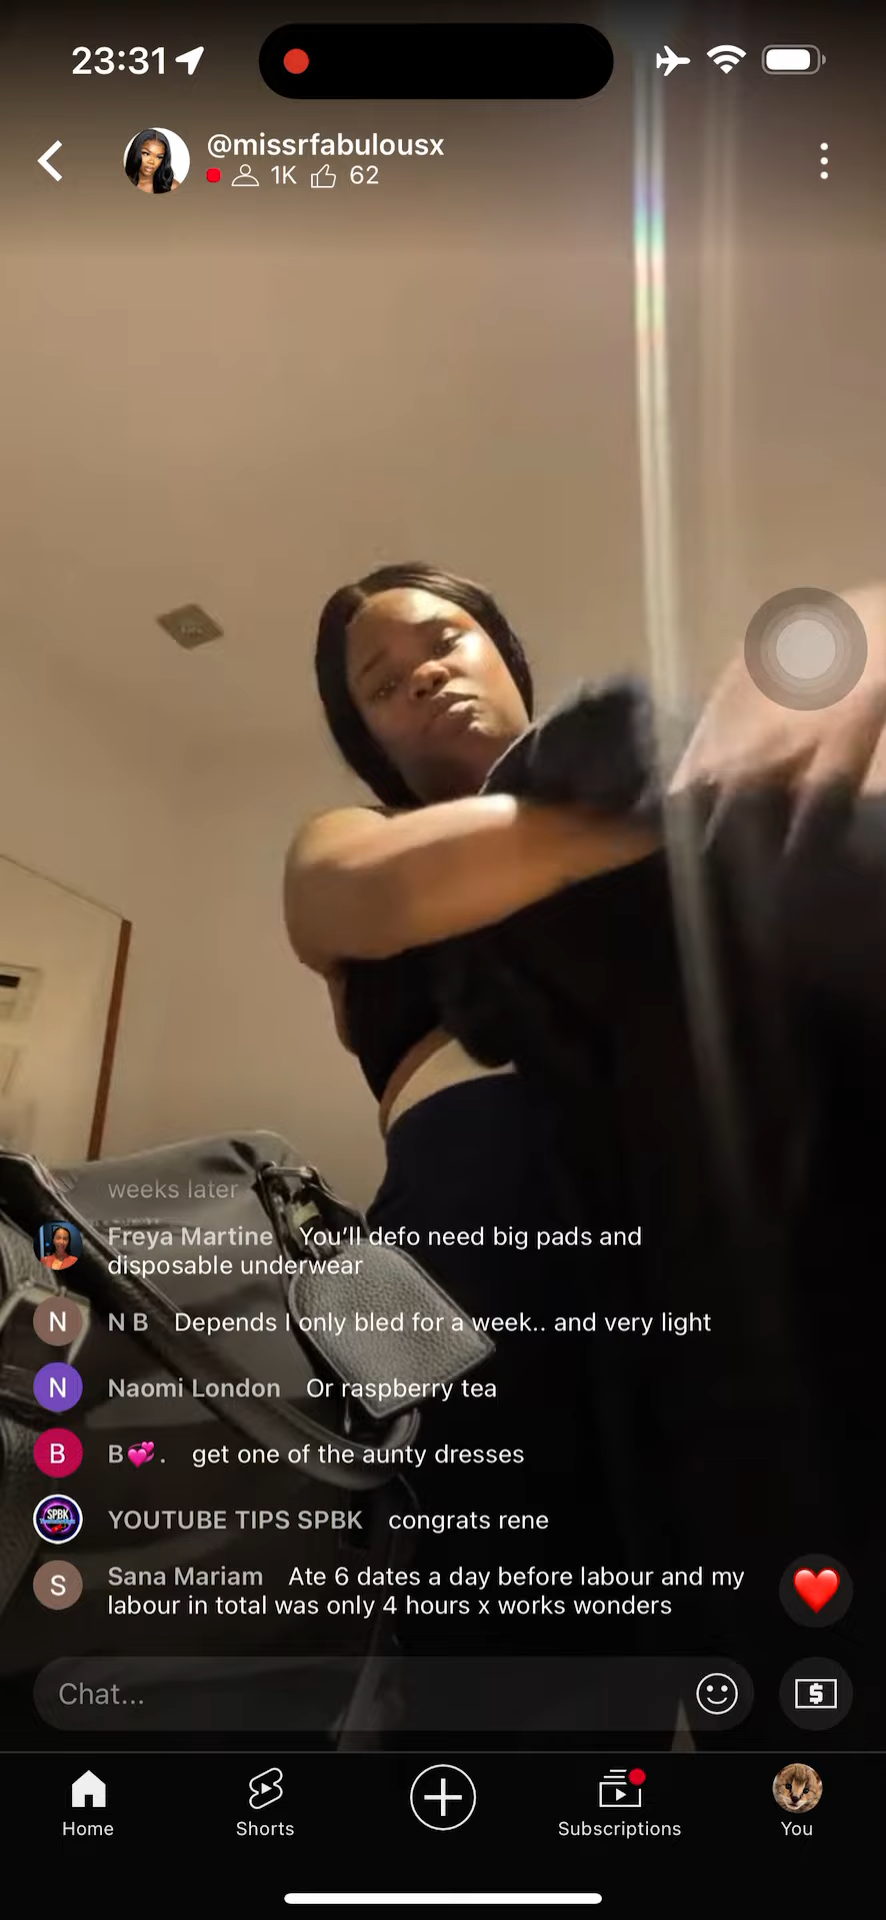 23:31
@missrfabulousx
1K 62
weeks later
Freya Martine You’ll defo need big pads and
disposable underwear
N N B Depends I only bled for a week.. and very light
N Naomi London Or raspberry tea
B B💞. get one of the aunty dresses
SPBK YOUTUBE TIPS SPBK congrats rene
S Sana Mariam Ate 6 dates a day before labour and my
labour in total was only 4 hours x works wonders
Chat... $
Home Shorts Subscriptions You